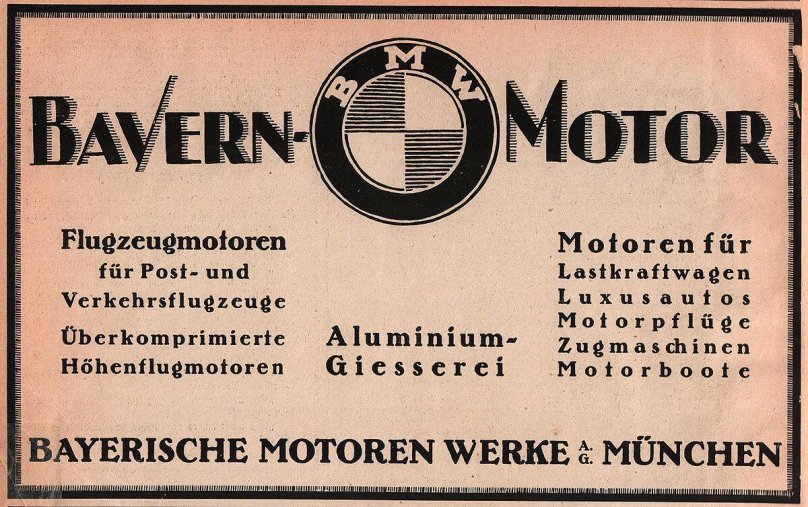 BAYERN-MOTOR
BMW
Flugzeugmotoren
für Post- und
Verkehrsflugzeuge
Überkomprimierte
Höhenflugmotoren
Aluminium-
Giesserei
Motoren für
Lastkraftwagen
Luxusautos
Motorpflüge
Zugmaschinen
Motorboote
BAYERISCHE MOTOREN WERKE A.G. MÜNCHEN